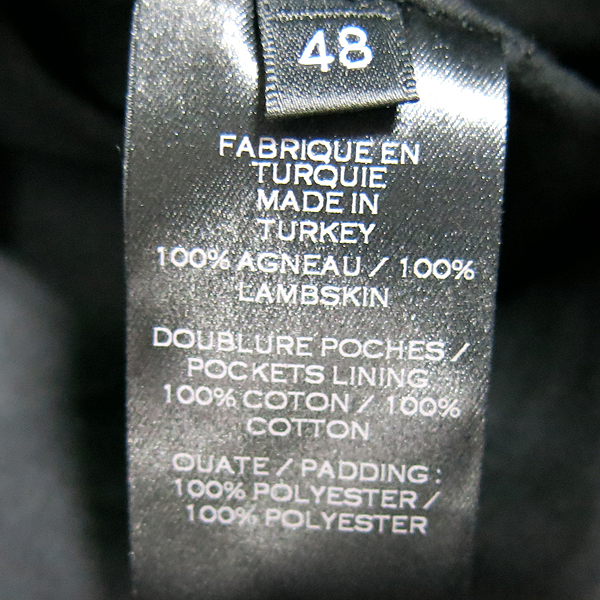 48
FABRIQUE EN
TURQUIE
MADE IN
TURKEY
100% AGNEAU / 100%
LAMBSKIN
DOUBLURE POCHES /
POCKETS LINING
100% COTON / 100%
COTTON
OUATE / PADDING :
100% POLYESTER /
100% POLYESTER